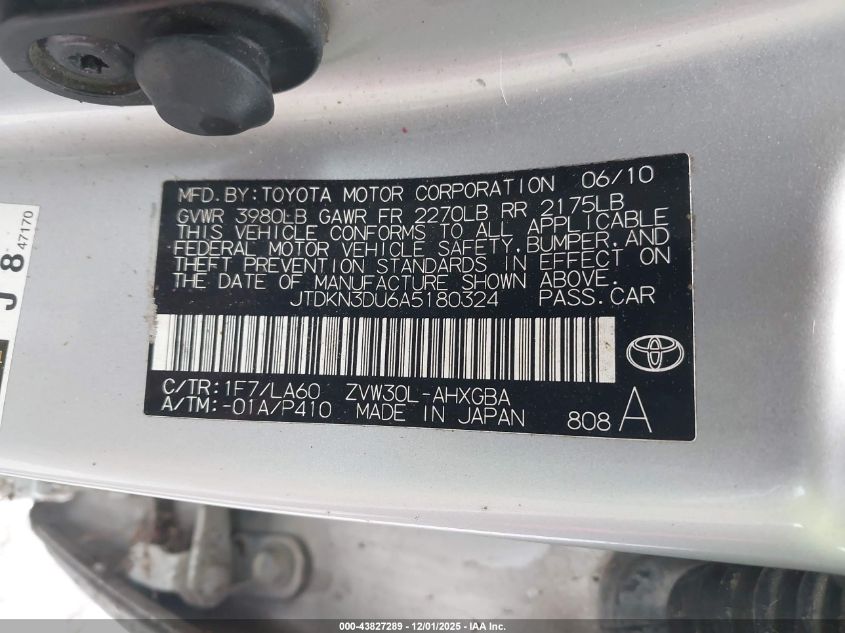 MFD.BY:TOYOTA MOTOR CORPORATION 06/10
GVWR 3980LB GAWR FR 2270LB RR 2175LB
THIS VEHICLE CONFORMS TO ALL APPLICABLE
FEDERAL MOTOR VEHICLE SAFETY,BUMPER,AND
THEFT PREVENTION STANDARDS IN EFFECT ON
THE DATE OF MANUFACTURE SHOWN ABOVE.
JTDKN3DU6A5180324 PASS.CAR
C/TR:1F7/LA60 ZVW30L-AHXGBA
A/TM:-01A/P410 MADE IN JAPAN 808 A
J 8 47170
000-43827289 - 12/01/2025 - IAA Inc.